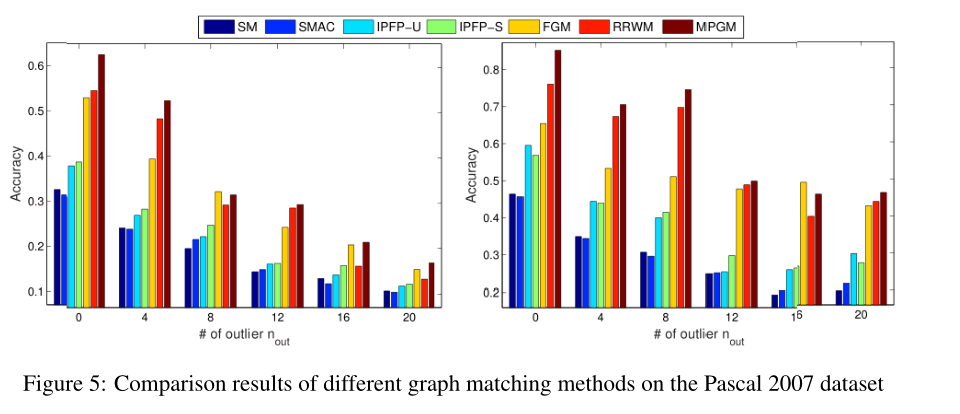 SM SMAC IPFP-U IPFP-S FGM RRWM MPGM
Accuracy
0.6
0.5
0.4
0.3
0.2
0.1
0 4 8 12 16 20
# of outlier n_out
Accuracy
0.8
0.7
0.6
0.5
0.4
0.3
0.2
0 4 8 12 16 20
# of outlier n_out
Figure 5: Comparison results of different graph matching methods on the Pascal 2007 dataset